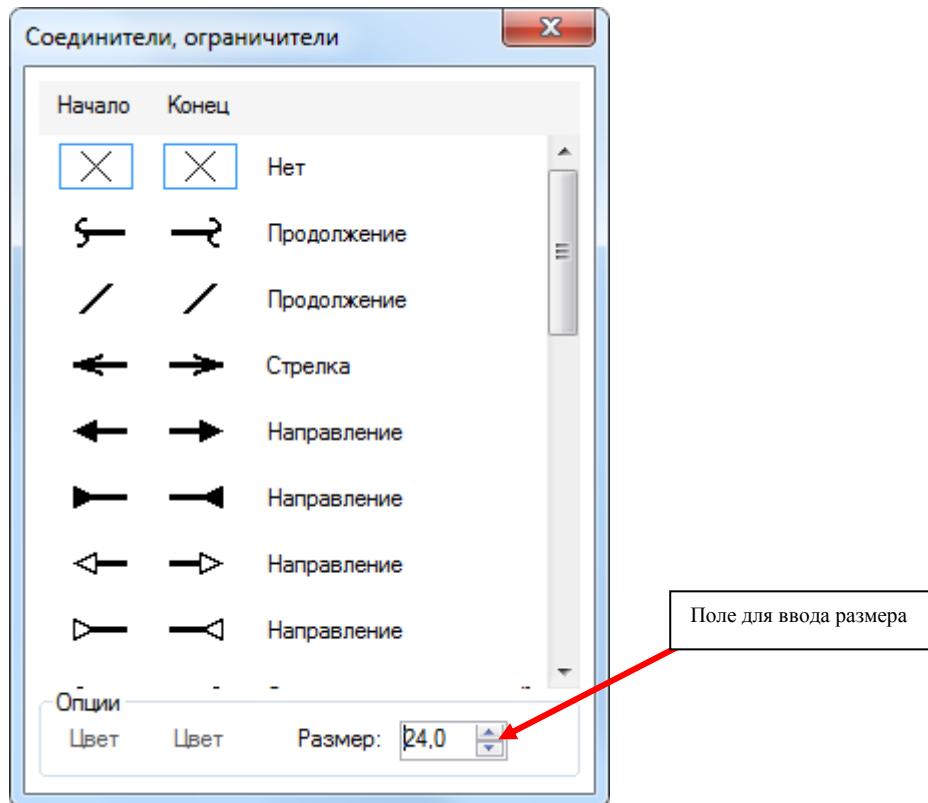 Соединители, ограничители
Начало Конец
Нет
Продолжение
Продолжение
Стрелка
Направление
Направление
Направление
Направление
Поле для ввода размера
Опции
Цвет Цвет Размер: 24,0